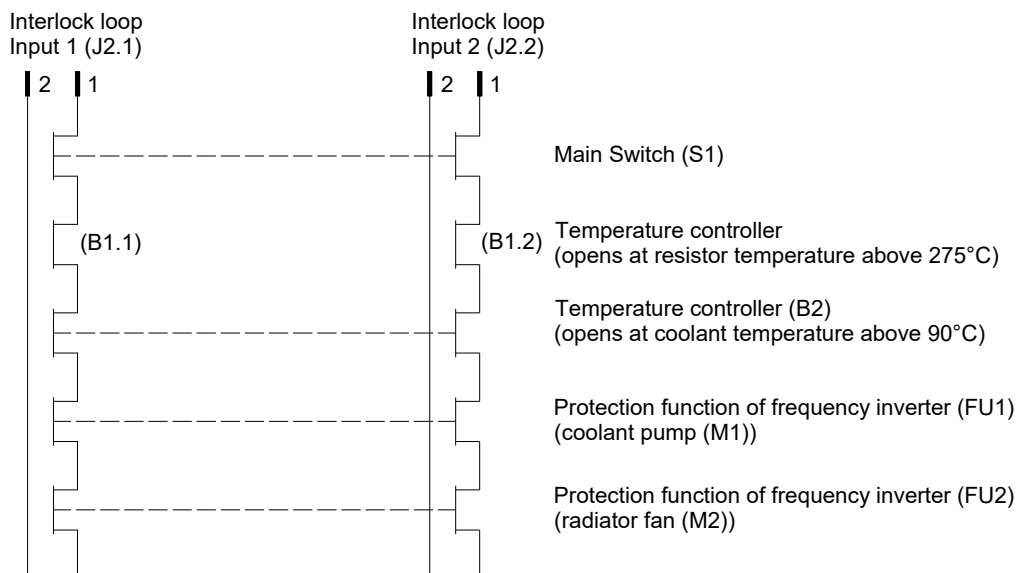 Interlock loop
Input 1 (J2.1)
Interlock loop
Input 2 (J2.2)
2 1
2 1
Main Switch (S1)
(B1.1)
(B1.2)
Temperature controller
(opens at resistor temperature above 275°C)
Temperature controller (B2)
(opens at coolant temperature above 90°C)
Protection function of frequency inverter (FU1)
(coolant pump (M1))
Protection function of frequency inverter (FU2)
(radiator fan (M2))